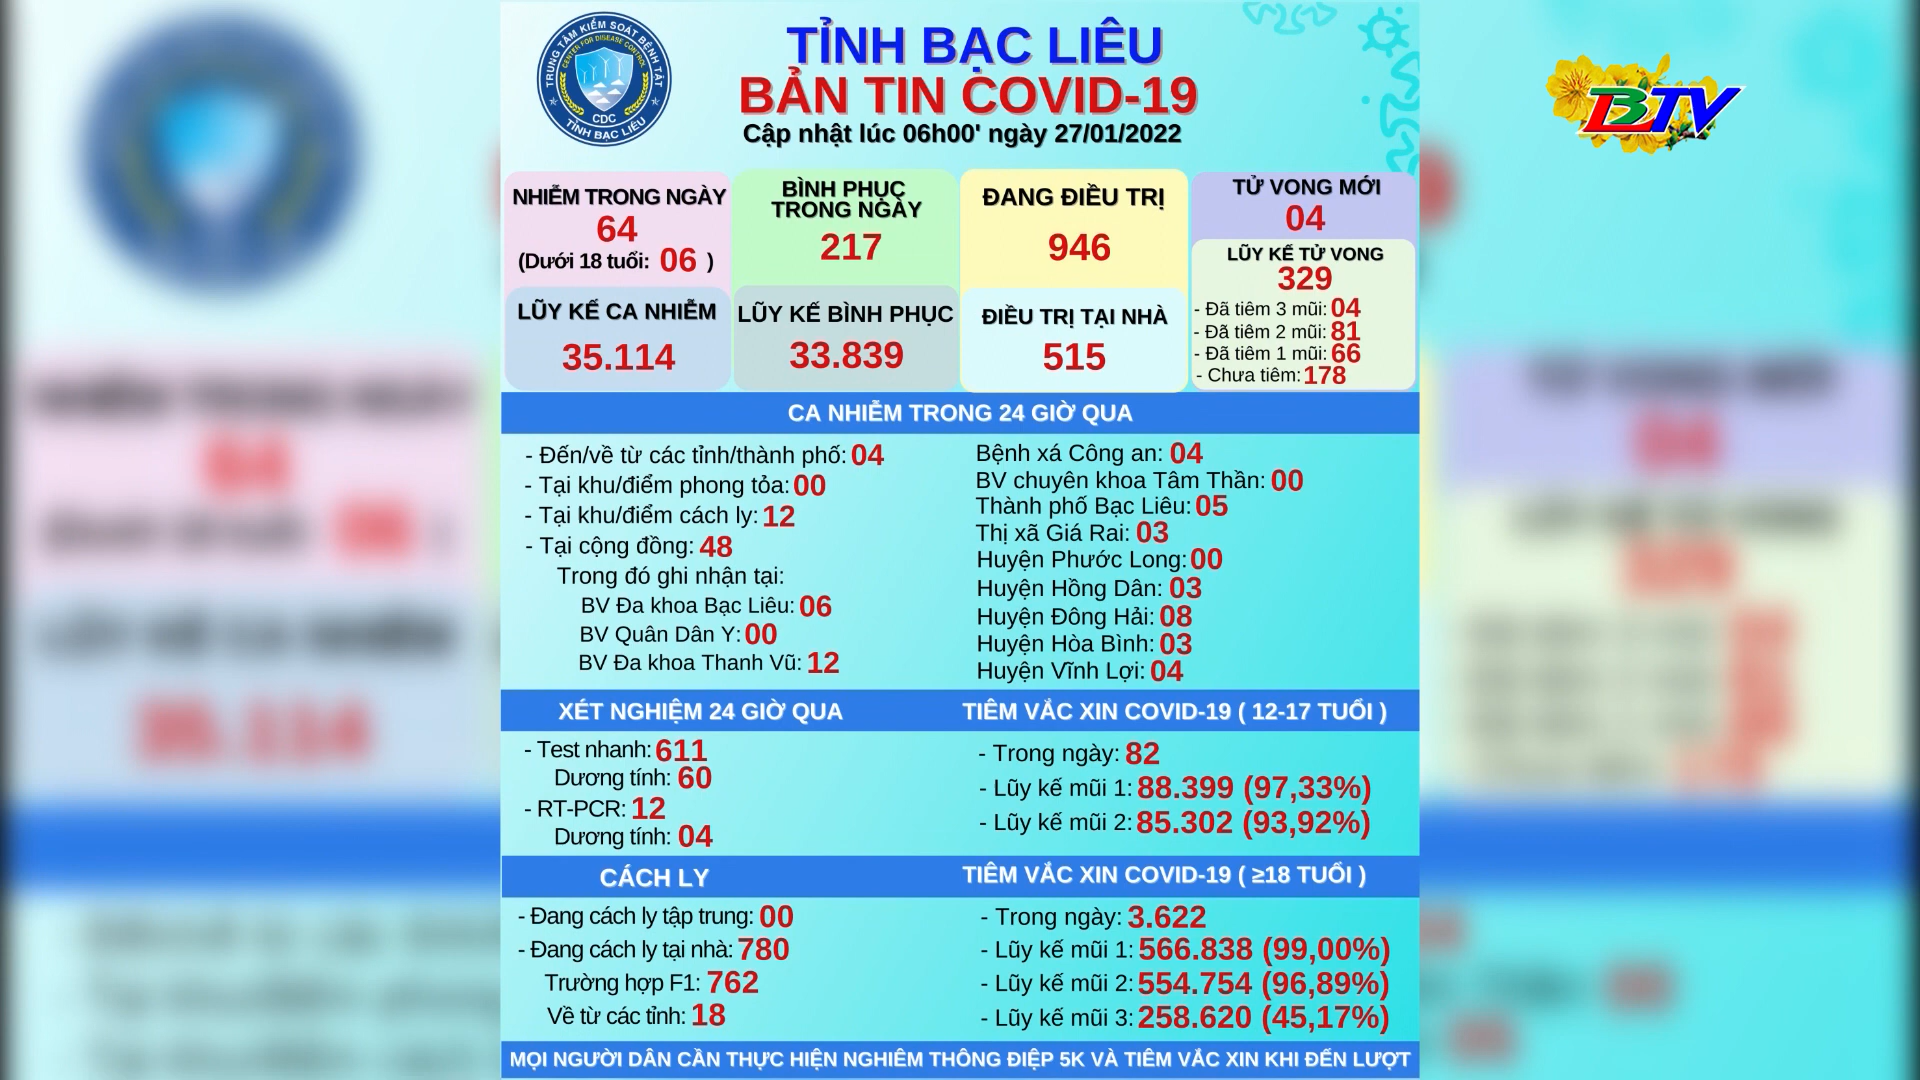 TRUNG TÂM KIỂM SOÁT BỆNH TẬT
CENTER FOR DISEASE CONTROL
CDC
TỈNH BẠC LIÊU
TỈNH BẠC LIÊU
BẢN TIN COVID-19
Cập nhật lúc 06h00' ngày 27/01/2022
BTV
NHIỄM TRONG NGÀY
64
(Dưới 18 tuổi: 06 )
BÌNH PHỤC
TRONG NGÀY
217
ĐANG ĐIỀU TRỊ
946
TỬ VONG MỚI
04
LŨY KẾ CA NHIỄM
35.114
LŨY KẾ BÌNH PHỤC
33.839
ĐIỀU TRỊ TẠI NHÀ
515
LŨY KẾ TỬ VONG
329
- Đã tiêm 3 mũi: 04
- Đã tiêm 2 mũi: 81
- Đã tiêm 1 mũi: 66
- Chưa tiêm: 178
CA NHIỄM TRONG 24 GIỜ QUA
- Đến/về từ các tỉnh/thành phố: 04
- Tại khu/điểm phong tỏa: 00
- Tại khu/điểm cách ly: 12
- Tại cộng đồng: 48
Trong đó ghi nhận tại:
BV Đa khoa Bạc Liêu: 06
BV Quân Dân Y: 00
BV Đa khoa Thanh Vũ: 12
Bệnh xá Công an: 04
BV chuyên khoa Tâm Thần: 00
Thành phố Bạc Liêu: 05
Thị xã Giá Rai: 03
Huyện Phước Long: 00
Huyện Hồng Dân: 03
Huyện Đông Hải: 08
Huyện Hòa Bình: 03
Huyện Vĩnh Lợi: 04
XÉT NGHIỆM 24 GIỜ QUA
- Test nhanh: 611
Dương tính: 60
- RT-PCR: 12
Dương tính: 04
TIÊM VẮC XIN COVID-19 ( 12-17 TUỔI )
- Trong ngày: 82
- Lũy kế mũi 1: 88.399 (97,33%)
- Lũy kế mũi 2: 85.302 (93,92%)
CÁCH LY
- Đang cách ly tập trung: 00
- Đang cách ly tại nhà: 780
Trường hợp F1: 762
Về từ các tỉnh: 18
TIÊM VẮC XIN COVID-19 ( ≥18 TUỔI )
- Trong ngày: 3.622
- Lũy kế mũi 1: 566.838 (99,00%)
- Lũy kế mũi 2: 554.754 (96,89%)
- Lũy kế mũi 3: 258.620 (45,17%)
MỌI NGƯỜI DÂN CẦN THỰC HIỆN NGHIÊM THÔNG ĐIỆP 5K VÀ TIÊM VẮC XIN KHI ĐẾN LƯỢT